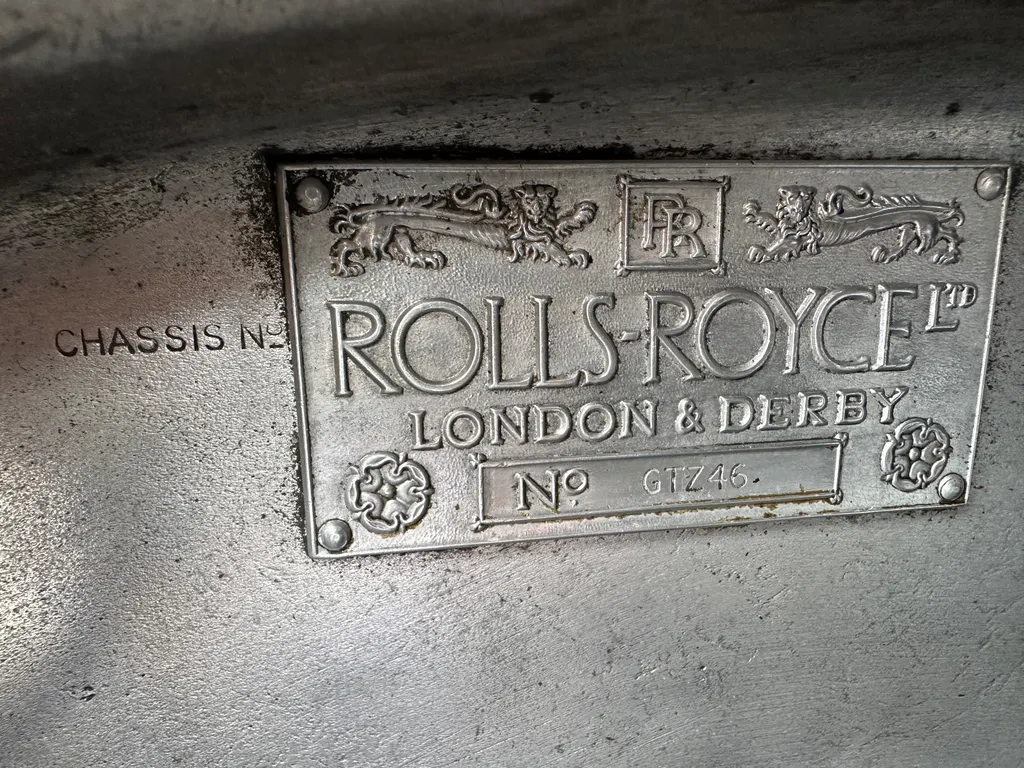 RR
ROLLS-ROYCE LTD
LONDON & DERBY
CHASSIS Nº
Nº GTZ46.